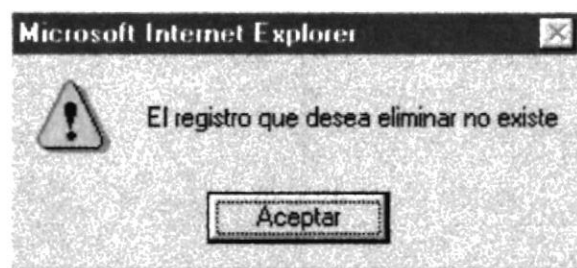 Microsoft Internet Explorer
El registro que desea eliminar no existe
Aceptar